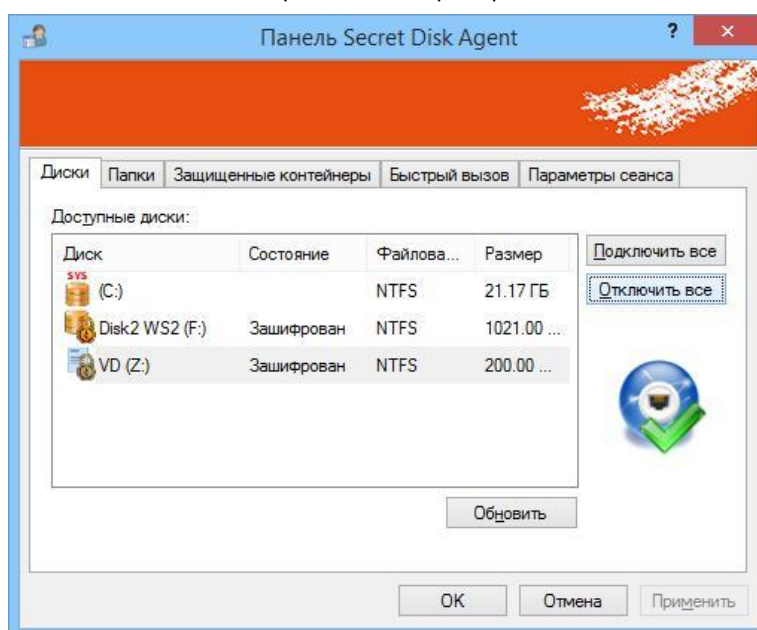 Панель Secret Disk Agent
?
Диски Папки Защищенные контейнеры Быстрый вызов Параметры сеанса
Доступные диски:
Диск Состояние Файлова... Размер
Подключить все
SYS
(C:) NTFS 21.17 ГБ
Отключить все
Disk2 WS2 (F:) Зашифрован NTFS 1021.00 ...
VD (Z:) Зашифрован NTFS 200.00 ...
Обновить
OK Отмена Применить